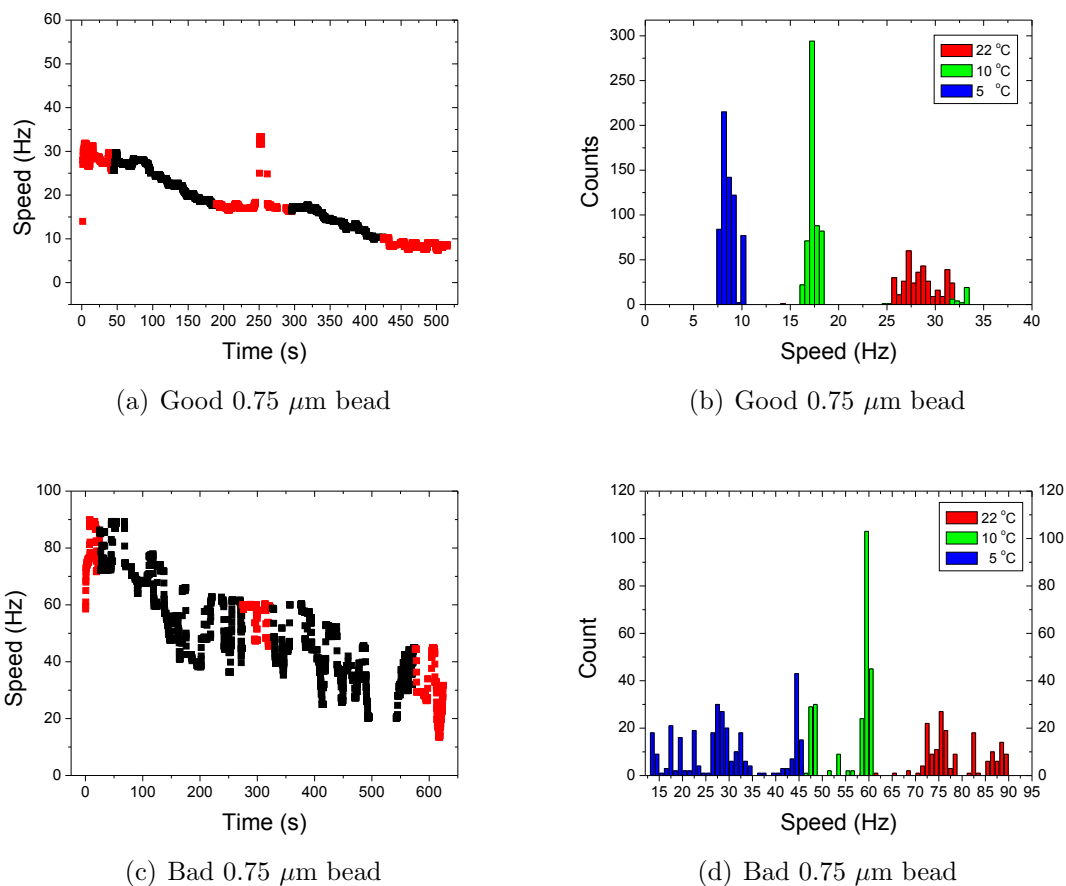 60
50
40
30
20
10
0
Speed (Hz)
0 50 100 150 200 250 300 350 400 450 500
Time (s)
(a) Good 0.75 μm bead
300
250
200
150
100
50
0
Counts
22 °C
10 °C
5 °C
0 5 10 15 20 25 30 35 40
Speed (Hz)
(b) Good 0.75 μm bead
100
80
60
40
20
0
Speed (Hz)
0 100 200 300 400 500 600
Time (s)
(c) Bad 0.75 μm bead
120
100
80
60
40
20
0
Count
22 °C
10 °C
5 °C
120
100
80
60
40
20
0
15 20 25 30 35 40 45 50 55 60 65 70 75 80 85 90 95
Speed (Hz)
(d) Bad 0.75 μm bead